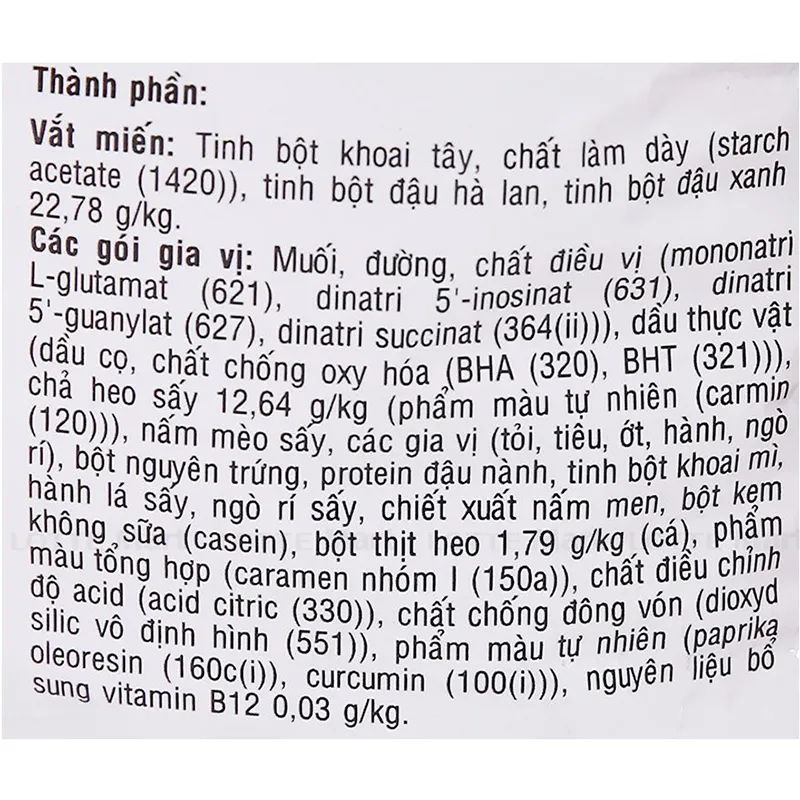 Thành phần:
Vắt miến: Tinh bột khoai tây, chất làm dày (starch
acetate (1420)), tinh bột đậu hà lan, tinh bột đậu xanh
22,78 g/kg.
Các gói gia vị: Muối, đường, chất điều vị (mononatri
L-glutamat (621), dinatri 5'-inosinat (631), dinatri
5'-guanylat (627), dinatri succinat (364(ii))), dầu thực vật
(dầu cọ, chất chống oxy hóa (BHA (320), BHT (321))),
chả heo sấy 12,64 g/kg (phẩm màu tự nhiên (carmin
(120))), nấm mèo sấy, các gia vị (tỏi, tiêu, ớt, hành, ngò
rí), bột nguyên trứng, protein đậu nành, tinh bột khoai mì,
hành lá sấy, ngò rí sấy, chiết xuất nấm men, bột kem
không sữa (casein), bột thịt heo 1,79 g/kg (cá), phẩm
màu tổng hợp (caramen nhóm I (150a)), chất điều chỉnh
độ acid (acid citric (330)), chất chống đông vón (dioxyd
silic vô định hình (551)), phẩm màu tự nhiên (paprika
oleoresin (160c(i)), curcumin (100(i))), nguyên liệu bổ
sung vitamin B12 0,03 g/kg.